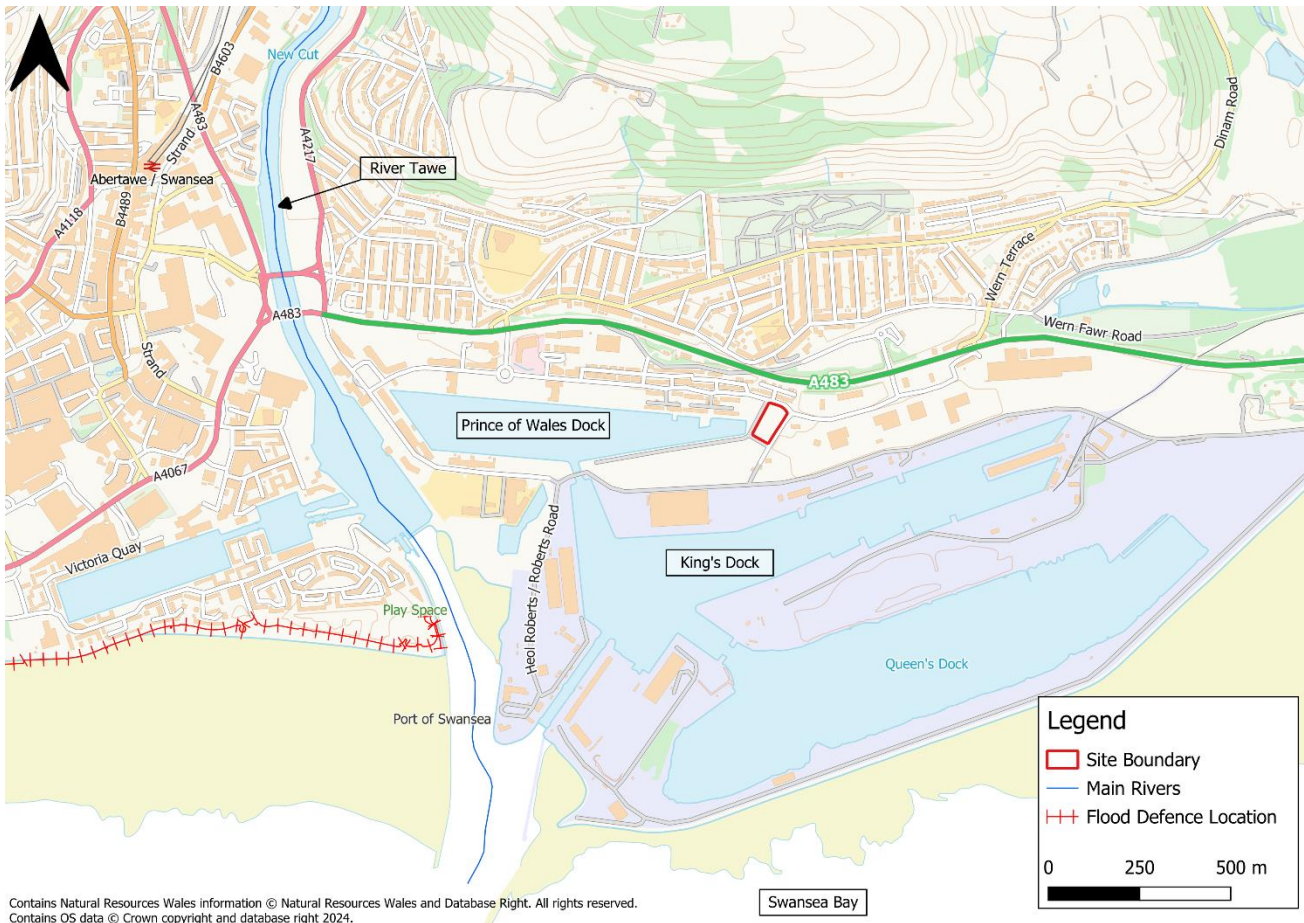 New Cut
B4603
A483
Strand
A4217
Abertawe / Swansea
River Tawe
B4489
A4118
Dinam Road
Wern Terrace
Wern Fawr Road
A483
Strand
A483
Prince of Wales Dock
A4067
Victoria Quay
Heol Roberts / Roberts Road
King's Dock
Play Space
Queen's Dock
Port of Swansea
Legend
Site Boundary
Main Rivers
Flood Defence Location
0 250 500 m
Swansea Bay
Contains Natural Resources Wales information © Natural Resources Wales and Database Right. All rights reserved.
Contains OS data © Crown copyright and database right 2024.